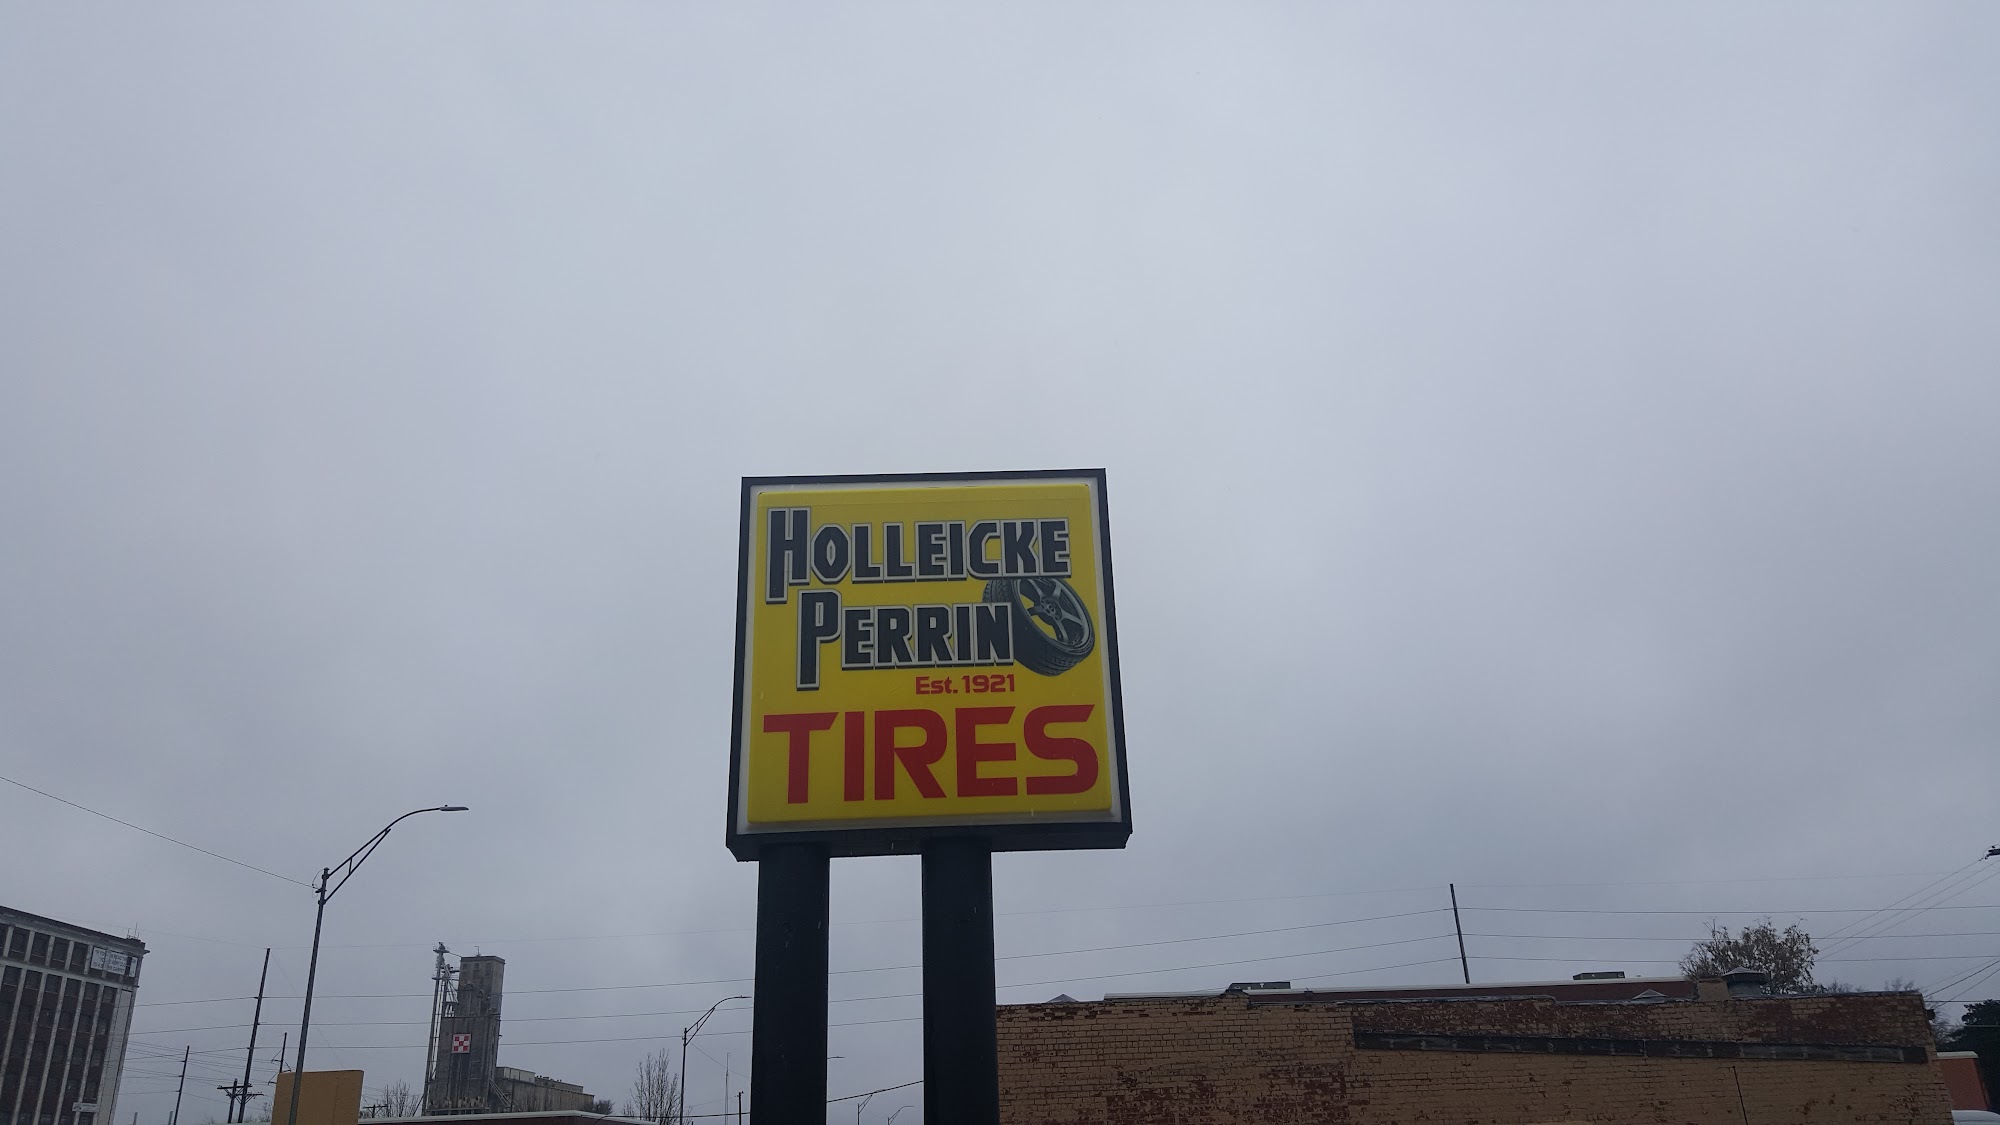 HOLLEICKE
PERRIN
Est. 1921
TIRES